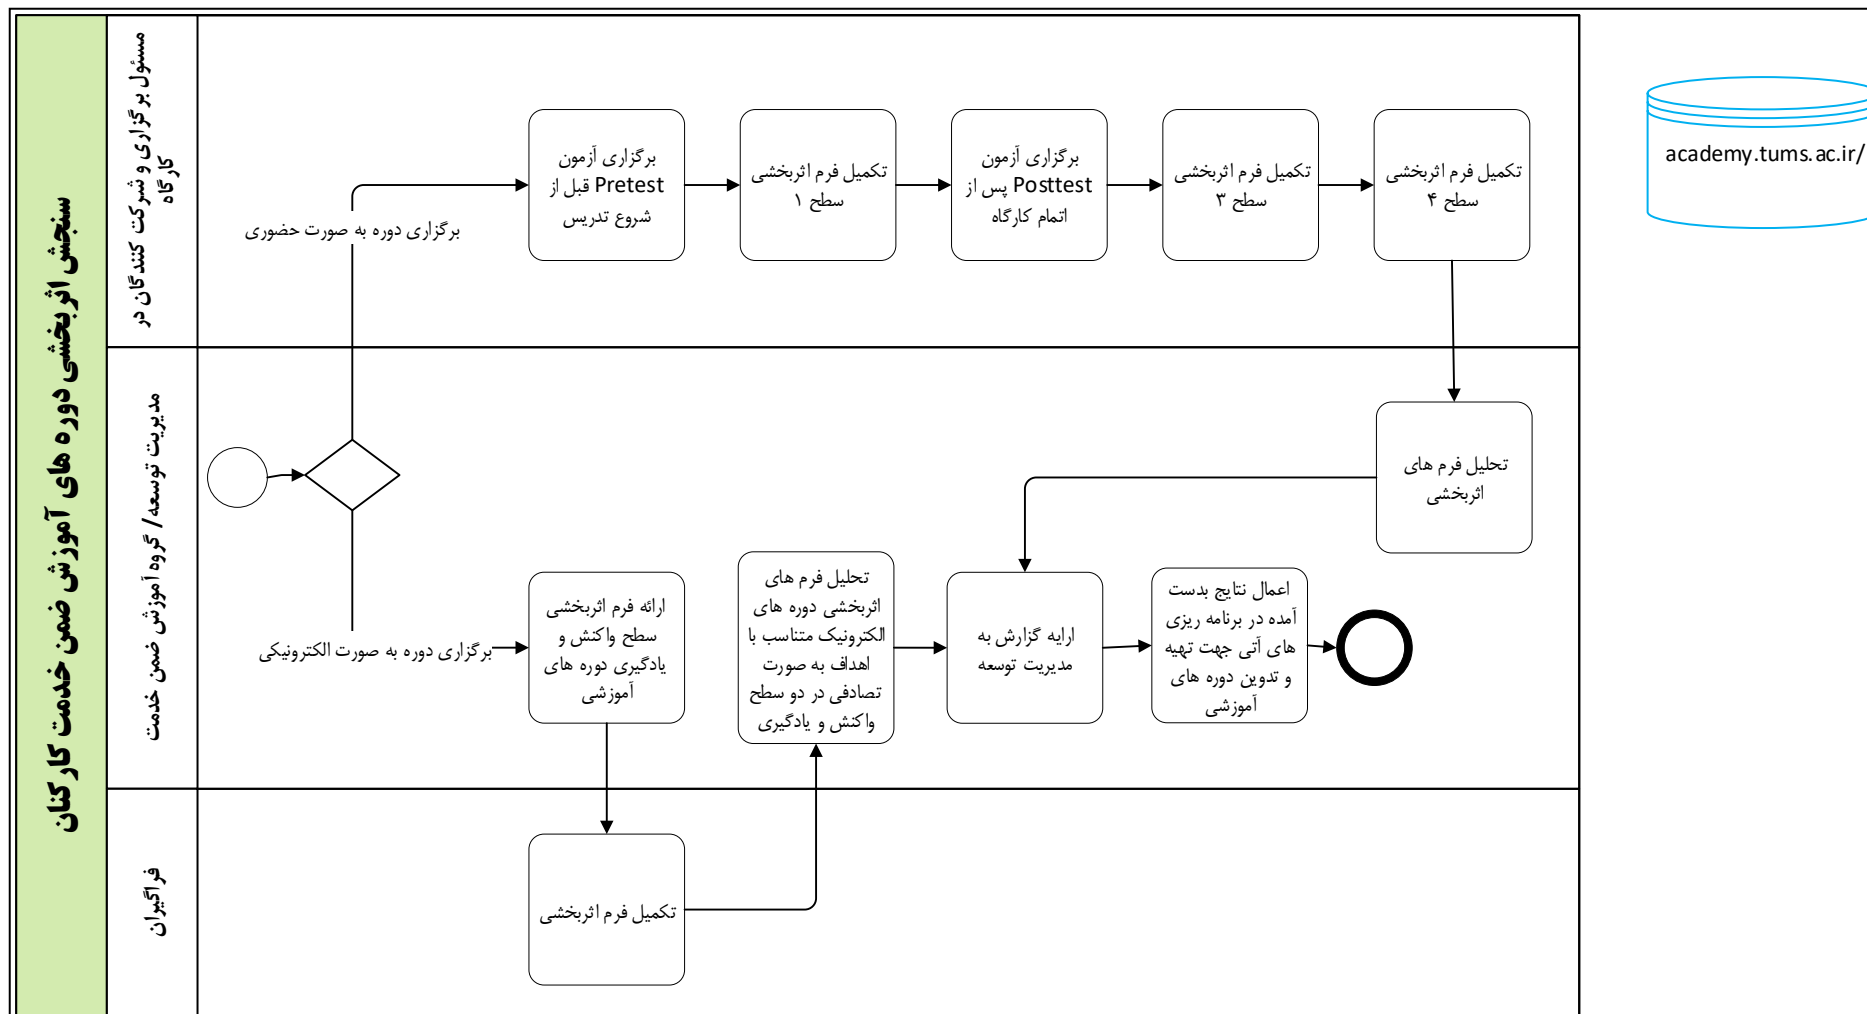 سنجش اثربخشی دوره های آموزش ضمن خدمت کارکنان
مسئول برگزاری و شرکت کنندگان در
کارگاه
برگزاری دوره به صورت حضوری
برگزاری آزمون
Pretest قبل از
شروع تدریس
تکمیل فرم اثربخشی
سطح ۱
برگزاری آزمون
Posttest پس از
اتمام کارگاه
تکمیل فرم اثربخشی
سطح ۳
تکمیل فرم اثربخشی
سطح ۴
academy.tums.ac.ir/
مدیریت توسعه/ گروه آموزش ضمن خدمت
تحلیل فرم های
اثربخشی
برگزاری دوره به صورت الکترونیکی
ارائه فرم اثربخشی
سطح واکنش و
یادگیری دوره های
آموزشی
تحلیل فرم های
اثربخشی دوره های
الکترونیک متناسب با
اهداف به صورت
تصادفی در دو سطح
واکنش و یادگیری
ارایه گزارش به
مدیریت توسعه
اعمال نتایج بدست
آمده در برنامه ریزی
های آتی جهت تهیه
و تدوین دوره های
آموزشی
فراگیران
تکمیل فرم اثربخشی